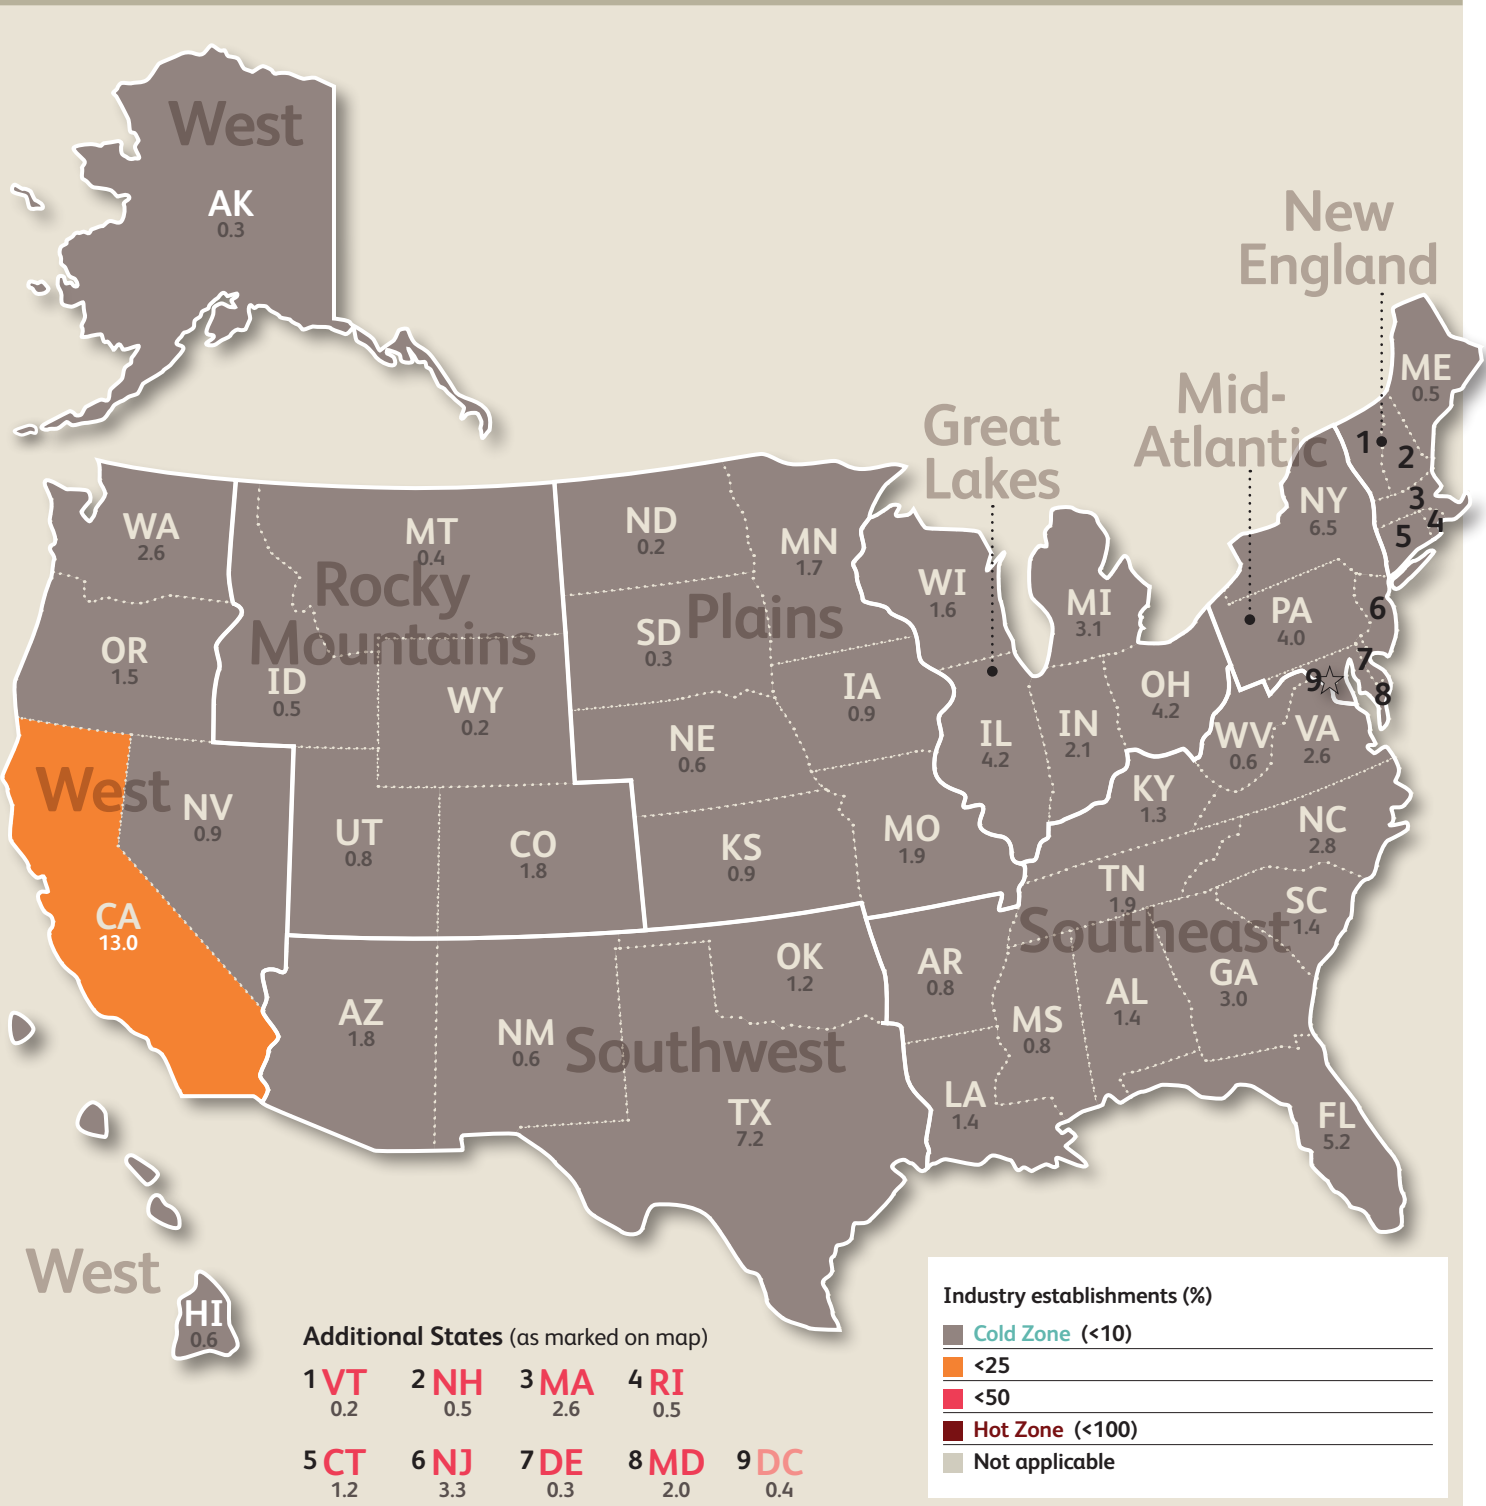 West
AK
0.3
New
England
ME
0.5
Mid-
Atlantic
Great
Lakes
1
2
3
4
5
NY
6.5
WA
2.6
MT
0.4
Rocky
Mountains
ND
0.2
MN
1.7
WI
1.6
MI
3.1
PA
4.0
6
7
8
9
OR
1.5
ID
0.5
WY
0.2
SD
0.3
Plains
IA
0.9
NE
0.6
IL
4.2
IN
2.1
OH
4.2
WV
0.6
VA
2.6
West
NV
0.9
CA
13.0
UT
0.8
CO
1.8
KS
0.9
MO
1.9
KY
1.3
NC
2.8
TN
1.9
Southeast
SC
1.4
AZ
1.8
NM
0.6
Southwest
OK
1.2
AR
0.8
MS
0.8
AL
1.4
GA
3.0
TX
7.2
LA
1.4
FL
5.2
West
HI
0.6
Additional States (as marked on map)
1 VT 2 NH 3 MA 4 RI
0.2 0.5 2.6 0.5
5 CT 6 NJ 7 DE 8 MD 9 DC
1.2 3.3 0.3 2.0 0.4
Industry establishments (%)
Cold Zone (<10)
<25
<50
Hot Zone (<100)
Not applicable